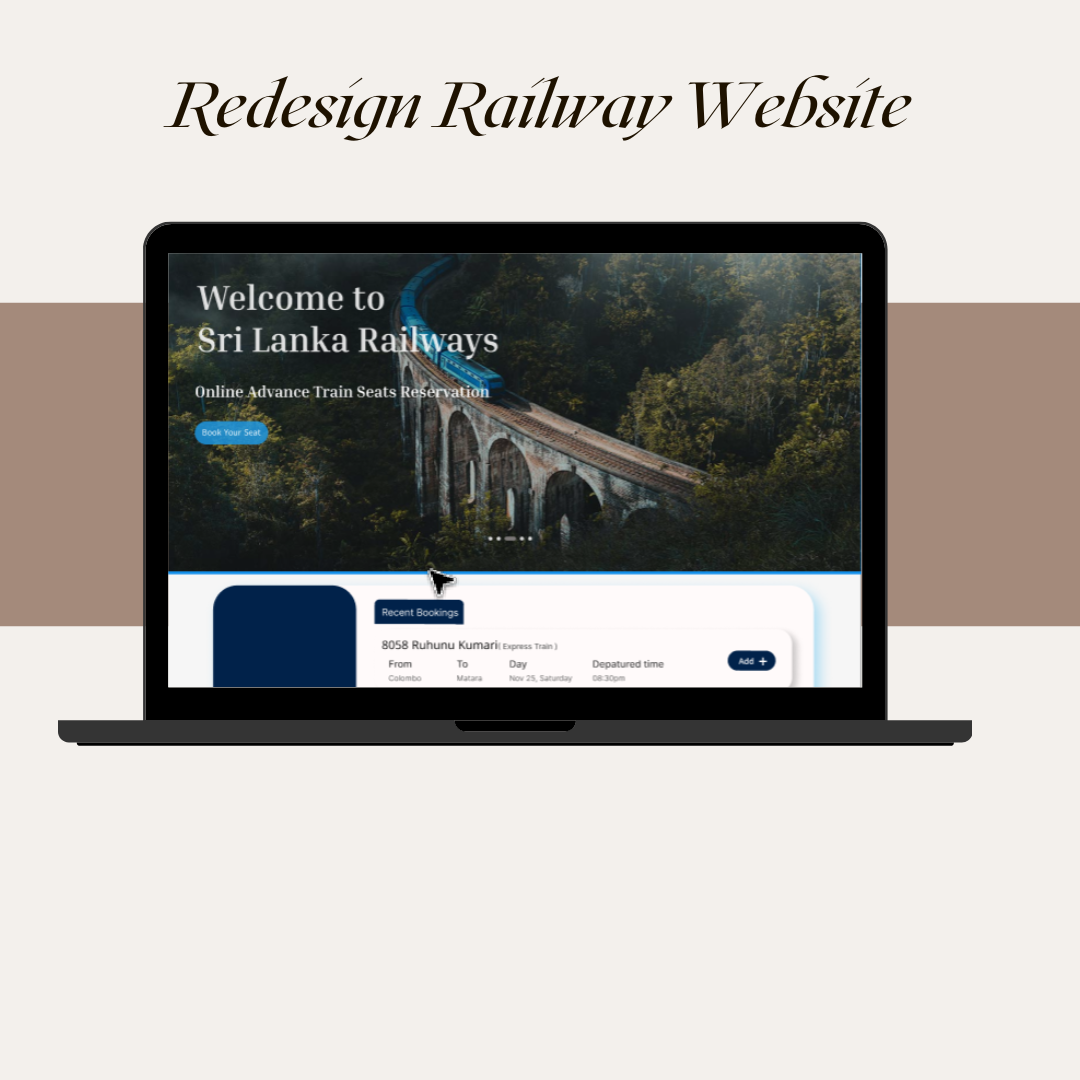 Redesign Railway Website
Welcome to
Sri Lanka Railways
Online Advance Train Seats Reservation
Book Your Seat
Recent Bookings
8058 Ruhunu Kumari( Express Train )
From To Day Depatured time
Add +
Colombo Matara Nov 25, Saturday 08:30pm